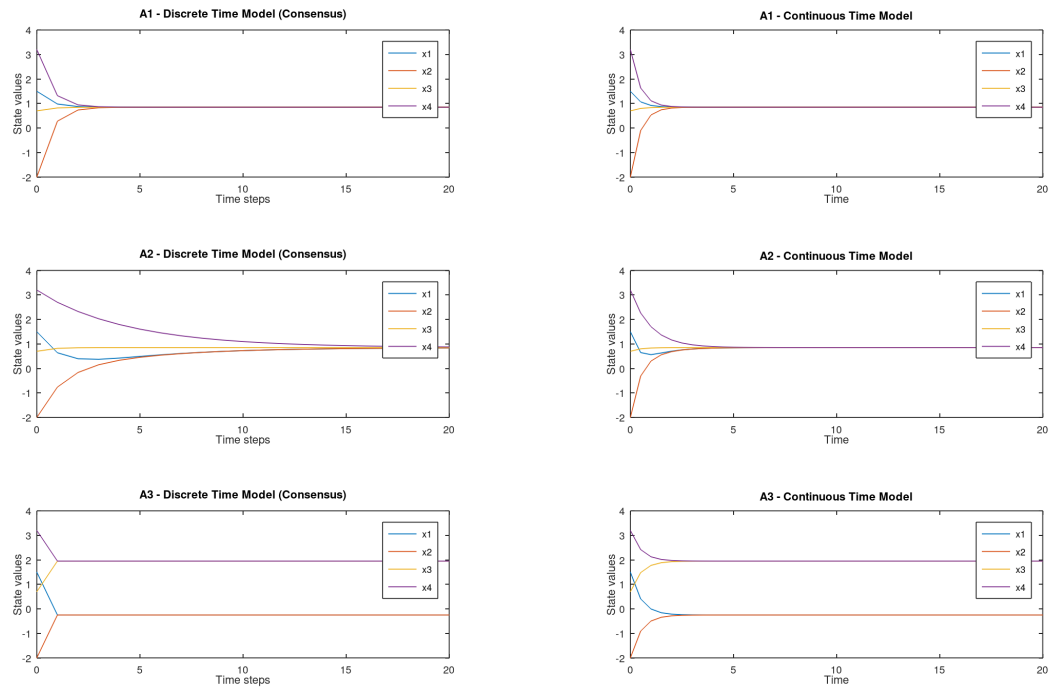 A1 - Discrete Time Model (Consensus)
4
3
2
1
0
-1
-2
State values
0
5
10
15
20
Time steps
x1
x2
x3
x4
A1 - Continuous Time Model
4
3
2
1
0
-1
-2
State values
0
5
10
15
20
Time
x1
x2
x3
x4
A2 - Discrete Time Model (Consensus)
4
3
2
1
0
-1
-2
State values
0
5
10
15
20
Time steps
x1
x2
x3
x4
A2 - Continuous Time Model
4
3
2
1
0
-1
-2
State values
0
5
10
15
20
Time
x1
x2
x3
x4
A3 - Discrete Time Model (Consensus)
4
3
2
1
0
-1
-2
State values
0
5
10
15
20
Time steps
x1
x2
x3
x4
A3 - Continuous Time Model
4
3
2
1
0
-1
-2
State values
0
5
10
15
20
Time
x1
x2
x3
x4